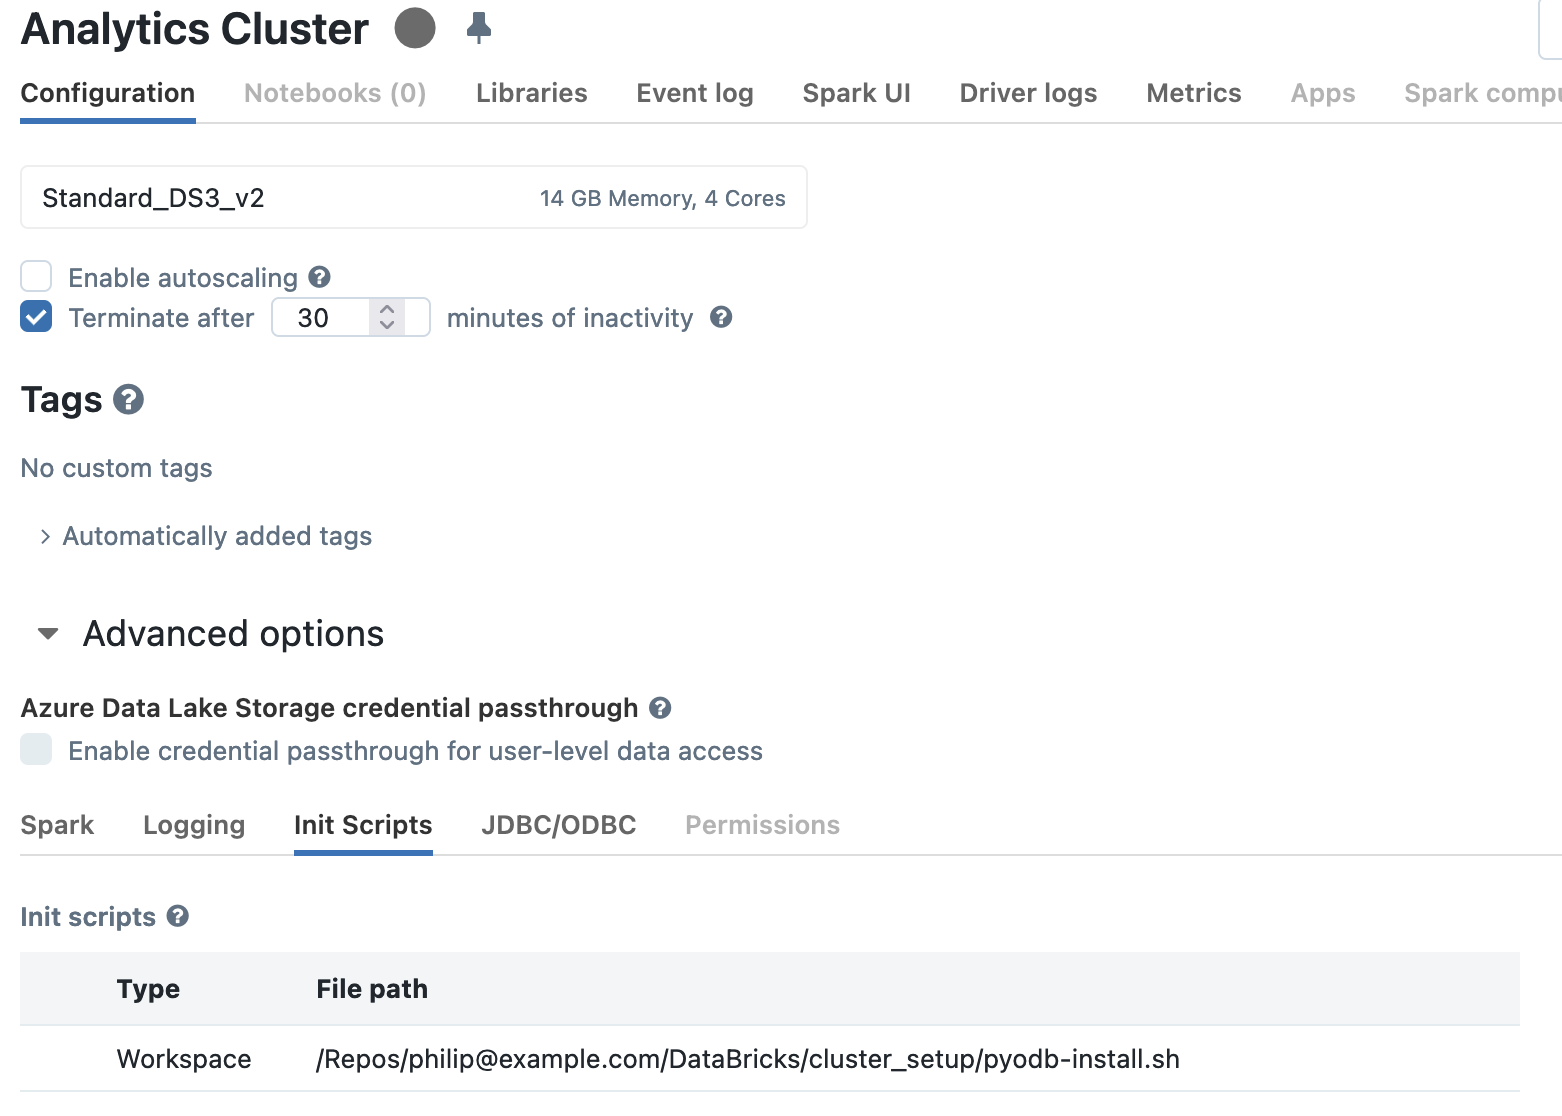 Analytics Cluster
Configuration Notebooks (0) Libraries Event log Spark UI Driver logs Metrics Apps Spark compu
Standard_DS3_v2 14 GB Memory, 4 Cores
Enable autoscaling ?
Terminate after 30 minutes of inactivity ?
Tags ?
No custom tags
Automatically added tags
Advanced options
Azure Data Lake Storage credential passthrough ?
Enable credential passthrough for user-level data access
Spark Logging Init Scripts JDBC/ODBC Permissions
Init scripts ?
Type File path
Workspace /Repos/philip@example.com/DataBricks/cluster_setup/pyodb-install.sh